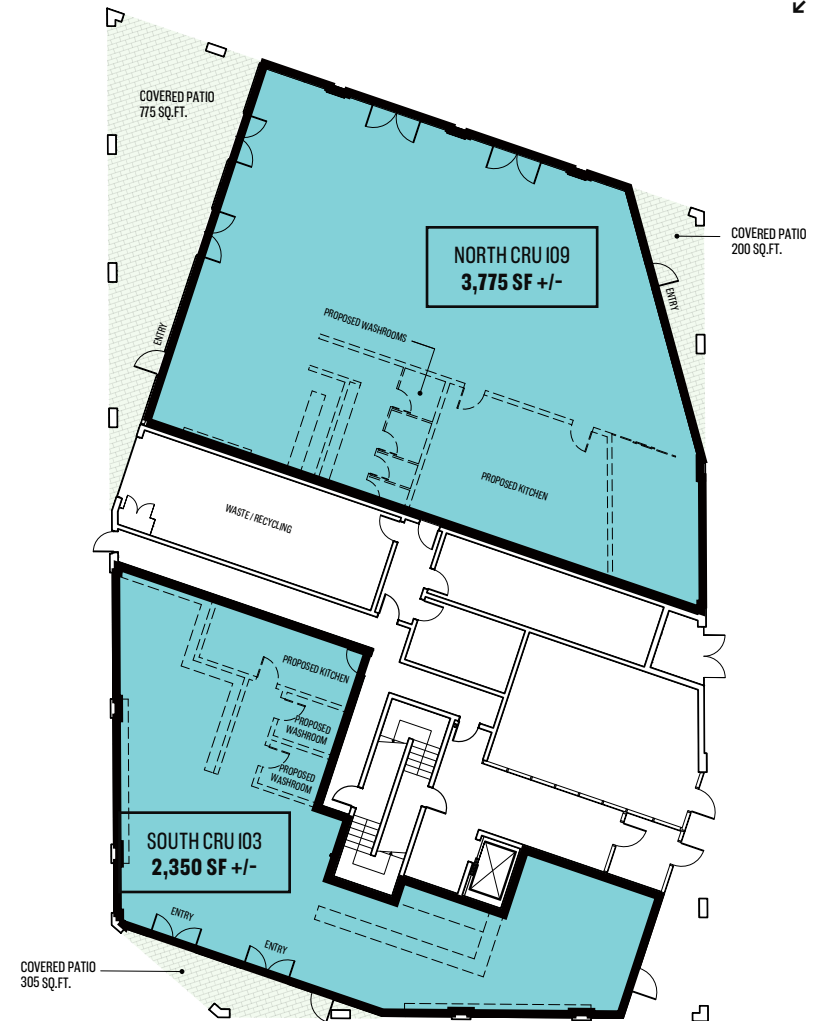 COVERED PATIO
775 SQ.FT.
COVERED PATIO
200 SQ.FT.
NORTH CRU 109
3,775 SF +/-
ENTRY
PROPOSED WASHROOMS
ENTRY
PROPOSED KITCHEN
WASTE / RECYCLING
PROPOSED KITCHEN
PROPOSED
WASHROOM
PROPOSED
WASHROOM
SOUTH CRU 103
2,350 SF +/-
ENTRY
ENTRY
COVERED PATIO
305 SQ.FT.